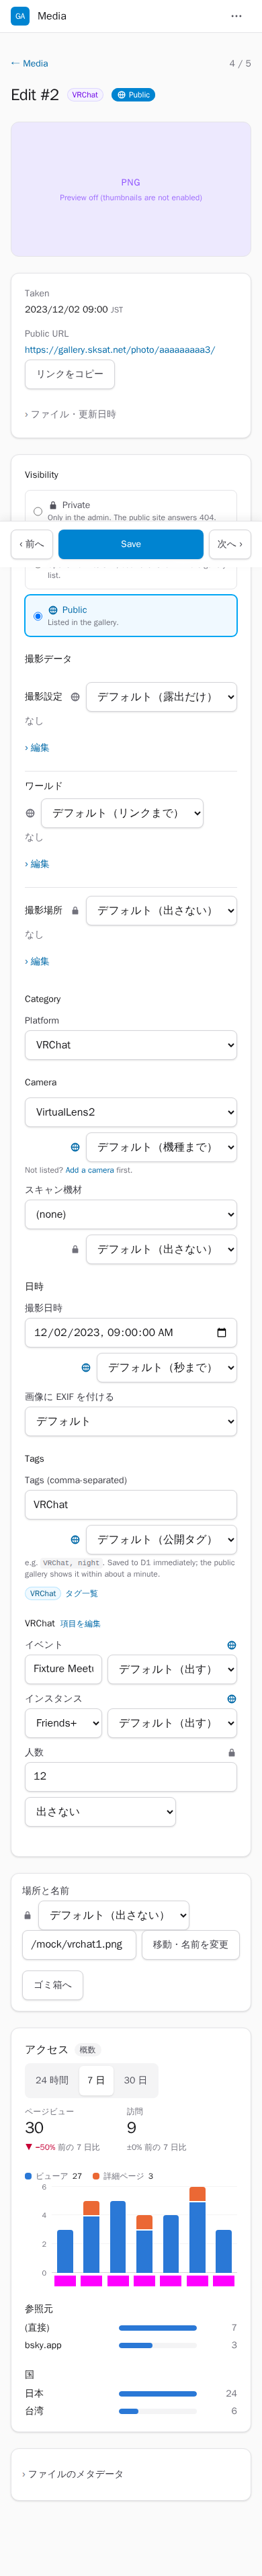 GA Media ···
← Media 4 / 5
Edit #2 VRChat Public
PNG
Preview off (thumbnails are not enabled)
Taken
2023/12/02 09:00 JST
Public URL
https://gallery.sksat.net/photo/aaaaaaaaa3/
リンクをコピー
› ファイル・更新日時
Visibility
Private
Only in the admin. The public site answers 404.
‹ 前へ Save 次へ ›
list.
Public
Listed in the gallery.
撮影データ
撮影設定 デフォルト（露出だけ）
なし
› 編集
ワールド
デフォルト（リンクまで）
なし
› 編集
撮影場所 デフォルト（出さない）
なし
› 編集
Category
Platform
VRChat
Camera
VirtualLens2
デフォルト（機種まで）
Not listed? Add a camera first.
スキャン機材
(none)
デフォルト（出さない）
日時
撮影日時
12/02/2023, 09:00:00 AM
デフォルト（秒まで）
画像に EXIF を付ける
デフォルト
Tags
Tags (comma-separated)
VRChat
デフォルト（公開タグ）
e.g. VRChat, night. Saved to D1 immediately; the public
gallery shows it within about a minute.
VRChat タグ一覧
VRChat 項目を編集
イベント
Fixture Meetu デフォルト（出す）
インスタンス
Friends+ デフォルト（出す）
人数
12
出さない
場所と名前
デフォルト（出さない）
/mock/vrchat1.png 移動・名前を変更
ゴミ箱へ
アクセス 概数
24 時間 7 日 30 日
ページビュー 訪問
30 9
▼ −50% 前の 7 日比 ±0% 前の 7 日比
ビューア 27 詳細ページ 3
6
4
2
0
参照元
(直接) 7
bsky.app 3
国
日本 24
台湾 6
› ファイルのメタデータ